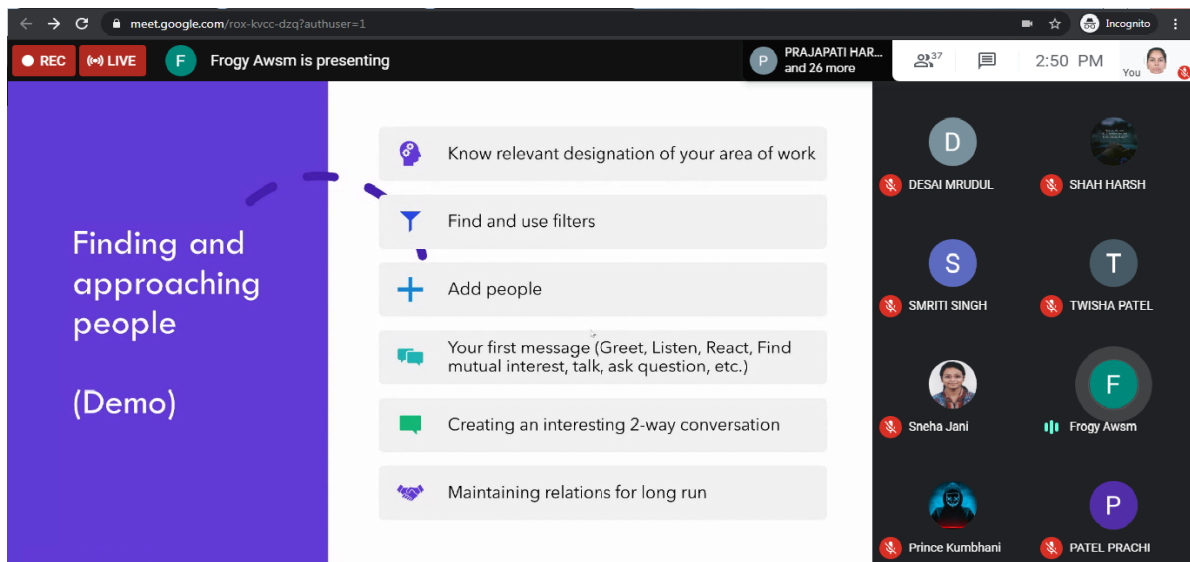 meet.google.com/rox-kvcc-dzq?authuser=1
Incognito
REC
LIVE
F
Frogy Awsm is presenting
P
PRAJAPATI HAR...
and 26 more
37
2:50 PM
You
Finding and
approaching
people
(Demo)
Know relevant designation of your area of work
Find and use filters
Add people
Your first message (Greet, Listen, React, Find
mutual interest, talk, ask question, etc.)
Creating an interesting 2-way conversation
Maintaining relations for long run
D
DESAI MRUDUL
SHAH HARSH
S
SMRITI SINGH
T
TWISHA PATEL
Sneha Jani
F
Frogy Awsm
Prince Kumbhani
P
PATEL PRACHI